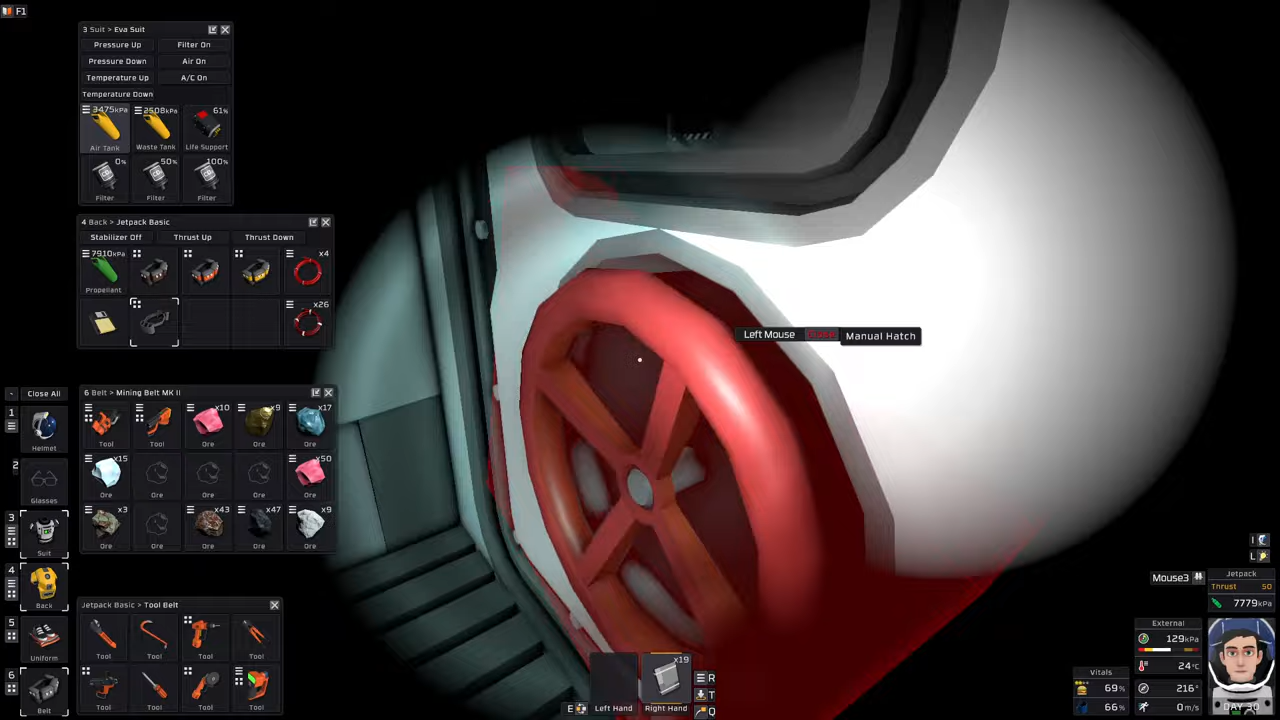 F1
3 Suit > Eva Suit
Pressure Up Filter On
Pressure Down Air On
Temperature Up A/C On
Temperature Down
3475kPa 2508kPa 61%
Air Tank Waste Tank Life Support
0% 50% 100%
Filter Filter Filter
4 Back > Jetpack Basic
Stabilizer Off Thrust Up Thrust Down
7910kPa x4
Propellant
x26
Left Mouse Manual Hatch
6 Belt > Mining Belt MK II
- Close All
x10 x9 x17
Tool Tool Ore Ore Ore
x15 x50
Ore Ore Ore Ore Ore
x3 x43 x47 x9
Ore Ore Ore Ore Ore
1 Helmet
2 Glasses
3 Suit
4 Back
5 Uniform
6 Belt
Jetpack Basic > Tool Belt
Tool Tool Tool Tool
Tool Tool Tool Tool
x19
E Left Hand Right Hand
R
T
Q
I
L
Mouse3
Jetpack
Thrust 50
7779kPa
External
129kPa
24°C
216°
0m/s
Vitals
69%
66%
DAY 30